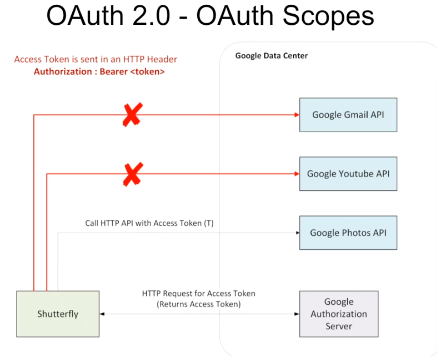 OAuth 2.0 - OAuth Scopes
Access Token is sent in an HTTP Header
Authorization : Bearer <token>
Google Data Center
Google Gmail API
Google Youtube API
Call HTTP API with Access Token (T)
Google Photos API
HTTP Request for Access Token
(Returns Access Token)
Shutterfly
Google
Authorization
Server